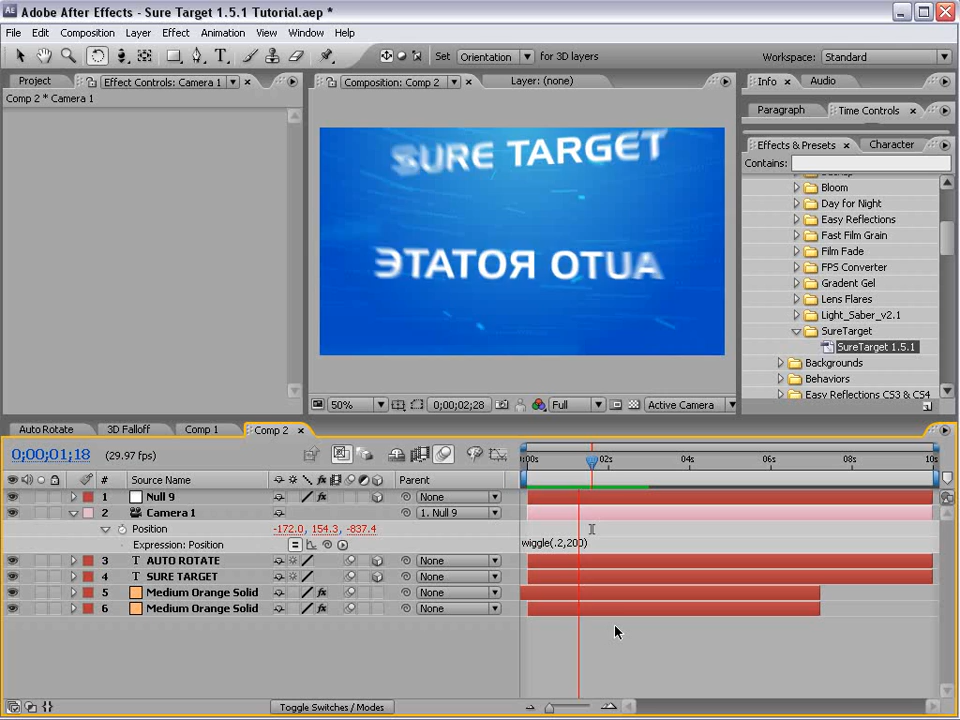 Adobe After Effects - Sure Target 1.5.1 Tutorial.aep *
File Edit Composition Layer Effect Animation View Window Help
Set Orientation for 3D layers Workspace: Standard
Project Effect Controls: Camera 1 Composition: Comp 2 Layer: (none) Info Audio
Comp 2 * Camera 1
Paragraph Time Controls
Effects & Presets Character
Contains:
Bloom
Day for Night
Easy Reflections
Fast Film Grain
Film Fade
FPS Converter
Gradent Gel
Lens Flares
Light_Saber_v2.1
SureTarget
SureTarget 1.5.1
Backgrounds
Behaviors
Easy Reflections CS3 & CS4
SURE TARGET
AUTO ROTATE
50% 0;00;02;28 Full Active Camera
Auto Rotate 3D Falloff Comp 1 Comp 2
0;00;01;18 (29.97 fps)
:00s 02s 04s 06s 08s 10s
# Source Name Parent
1 Null 9 None
2 Camera 1 1. Null 9
Position -172.0, 154.3, -837.4
Expression: Position wiggle(.2,200)
3 T AUTO ROTATE None
4 T SURE TARGET None
5 Medium Orange Solid None
6 Medium Orange Solid None
Toggle Switches / Modes